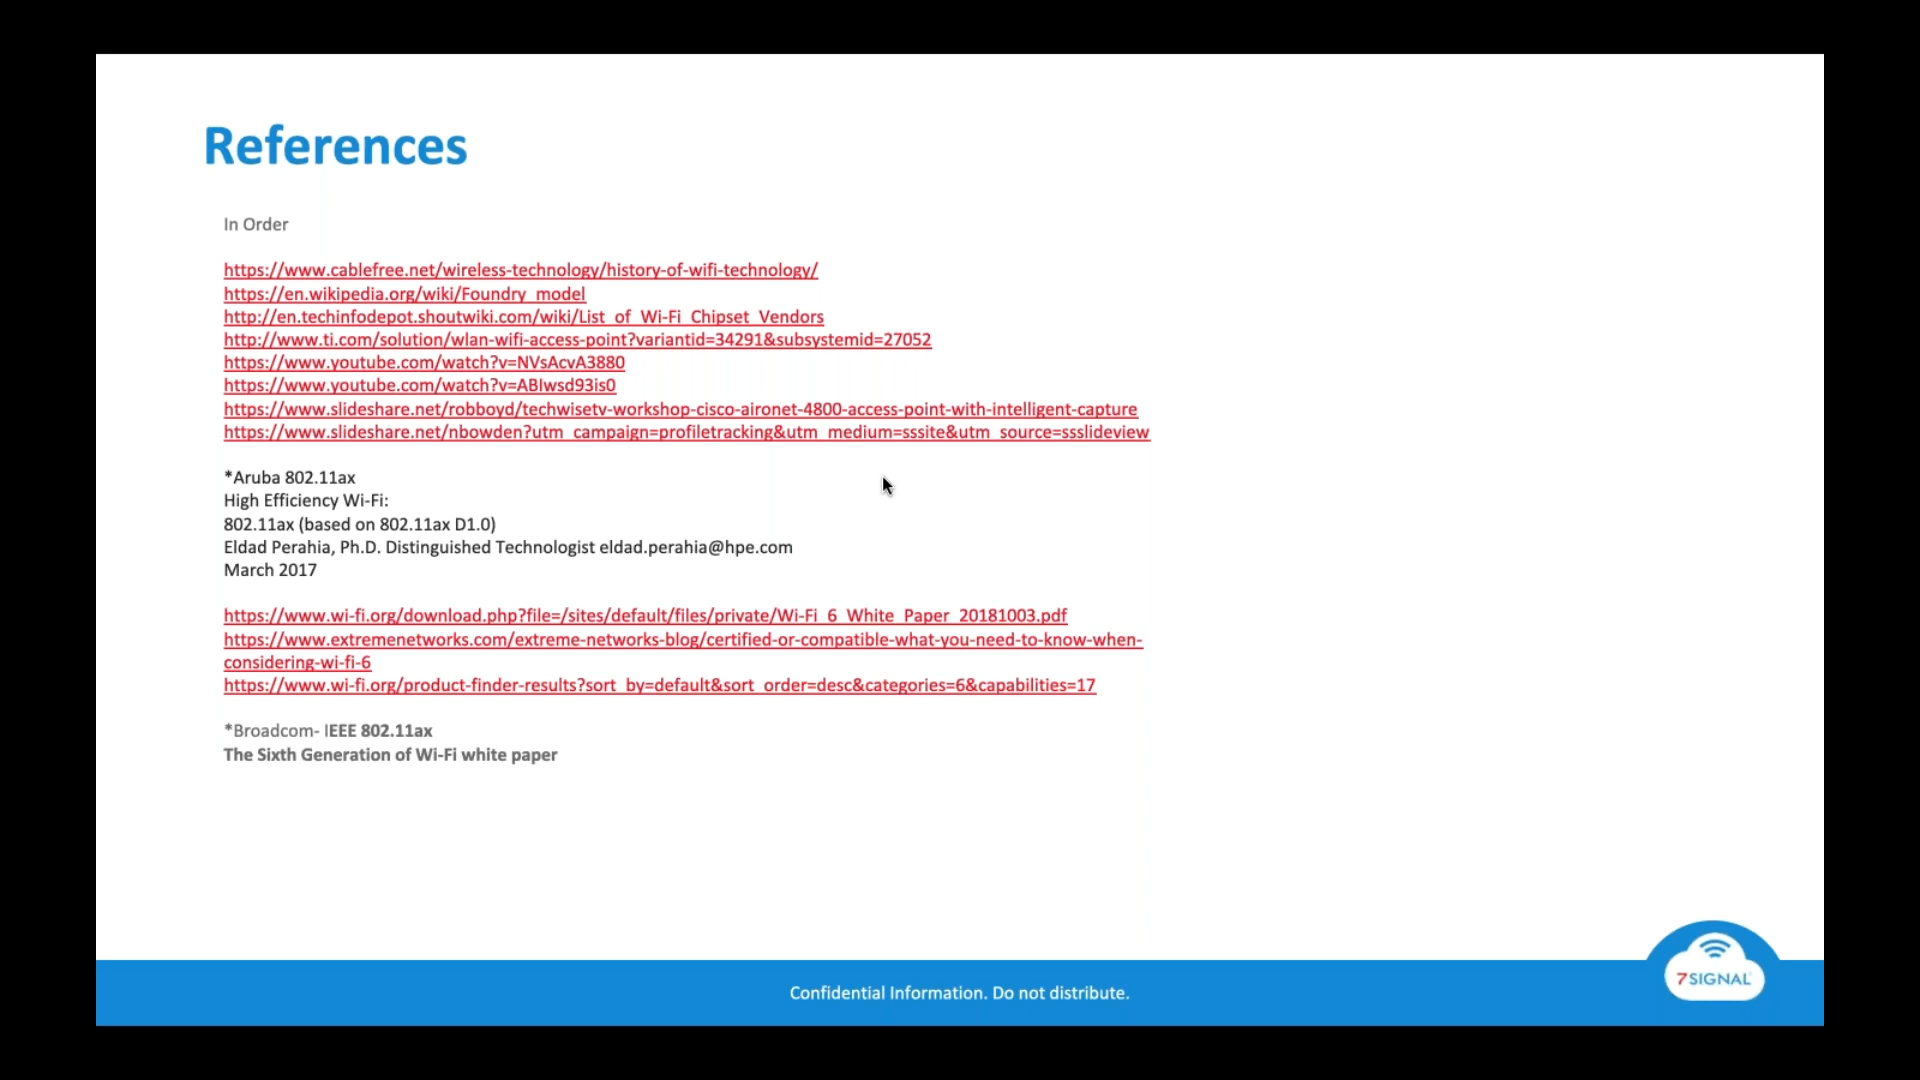 References
In Order
https://www.cablefree.net/wireless-technology/history-of-wifi-technology/
https://en.wikipedia.org/wiki/Foundry_model
http://en.techinfodepot.shoutwiki.com/wiki/List_of_Wi-Fi_Chipset_Vendors
http://www.ti.com/solution/wlan-wifi-access-point?variantid=34291&subsystemid=27052
https://www.youtube.com/watch?v=NVsAcvA3880
https://www.youtube.com/watch?v=ABIwsd93is0
https://www.slideshare.net/robboyd/techwisetv-workshop-cisco-aironet-4800-access-point-with-intelligent-capture
https://www.slideshare.net/nbowden?utm_campaign=profiletracking&utm_medium=sssite&utm_source=ssslideview
*Aruba 802.11ax
High Efficiency Wi-Fi:
802.11ax (based on 802.11ax D1.0)
Eldad Perahia, Ph.D. Distinguished Technologist eldad.perahia@hpe.com
March 2017
https://www.wi-fi.org/download.php?file=/sites/default/files/private/Wi-Fi_6_White_Paper_20181003.pdf
https://www.extremenetworks.com/extreme-networks-blog/certified-or-compatible-what-you-need-to-know-when-
considering-wi-fi-6
https://www.wi-fi.org/product-finder-results?sort_by=default&sort_order=desc&categories=6&capabilities=17
*Broadcom- IEEE 802.11ax
The Sixth Generation of Wi-Fi white paper
Confidential Information. Do not distribute.
7SIGNAL